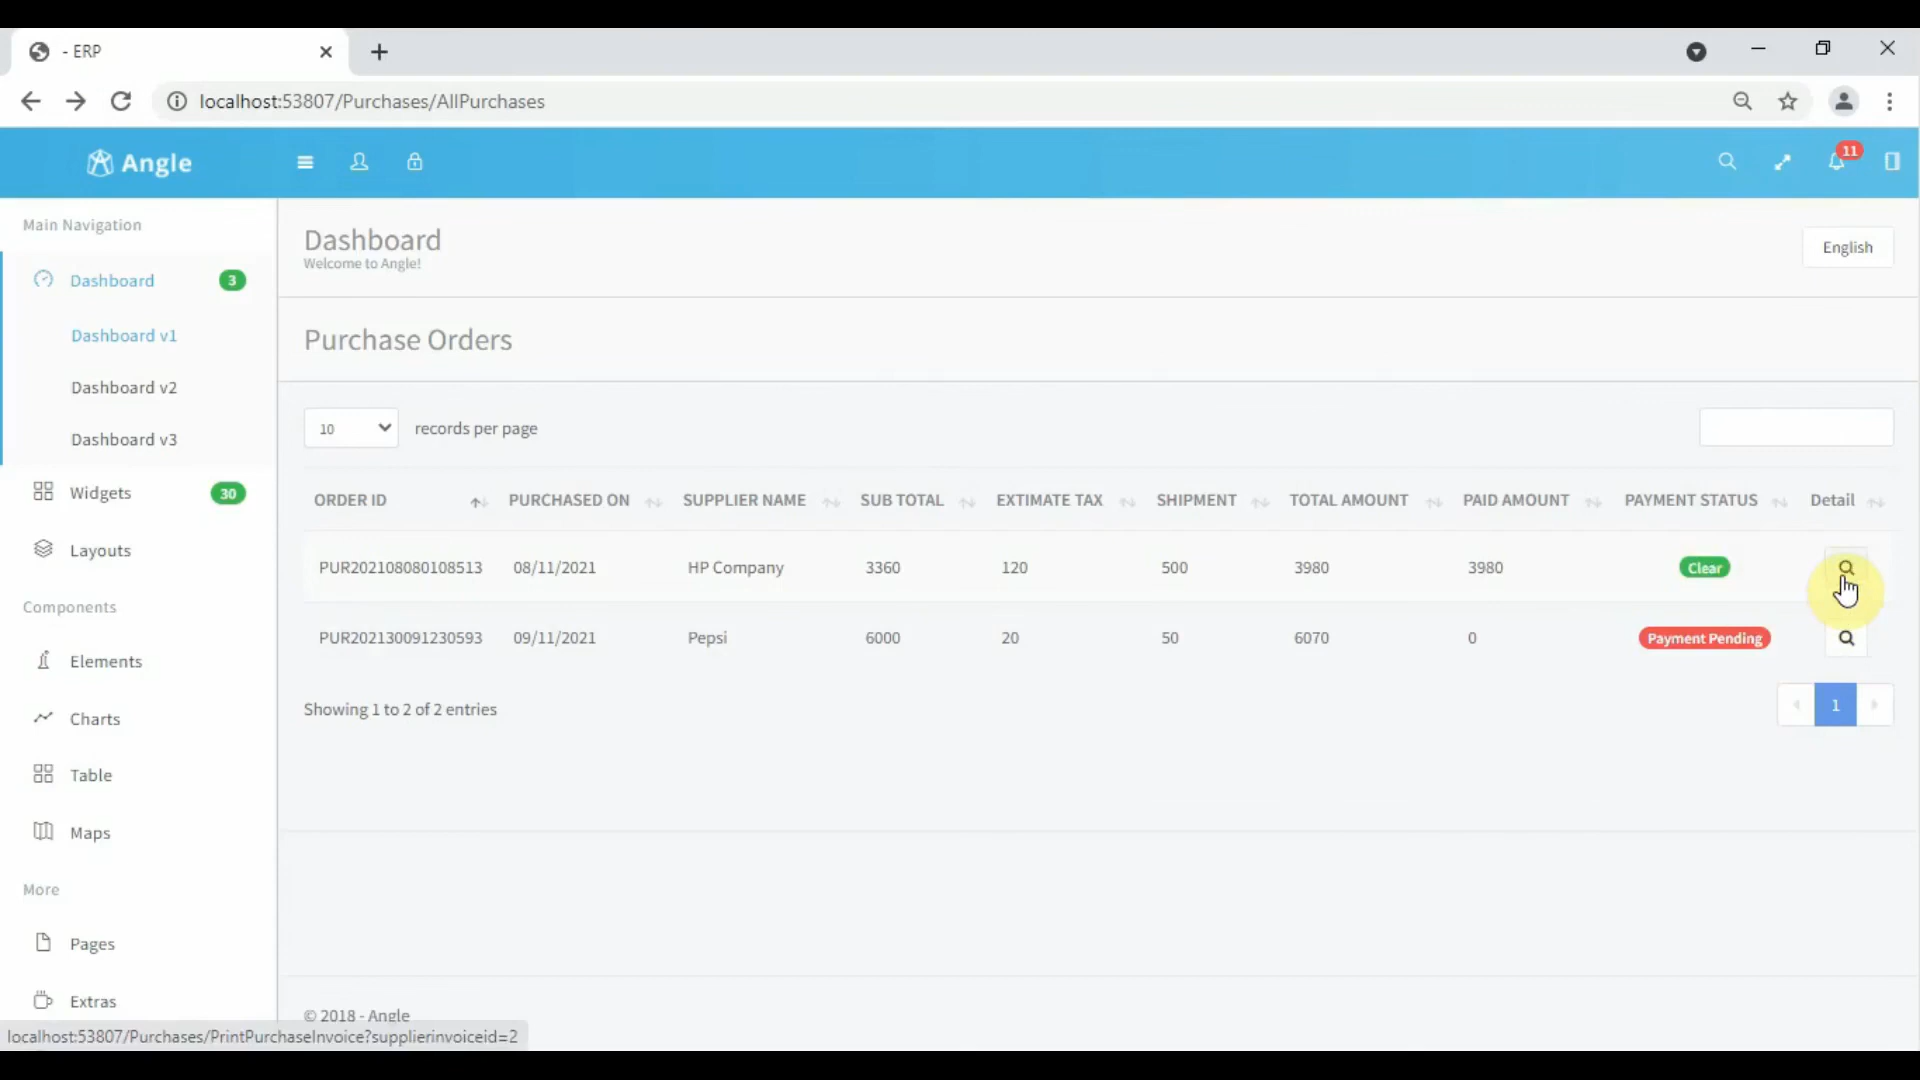 - ERP
localhost:53807/Purchases/AllPurchases
Angle
11
Main Navigation
Dashboard 3
Dashboard v1
Dashboard v2
Dashboard v3
Widgets 30
Layouts
Components
Elements
Charts
Table
Maps
More
Pages
Extras
Dashboard
Welcome to Angle!
English
Purchase Orders
10 records per page
ORDER ID PURCHASED ON SUPPLIER NAME SUB TOTAL EXTIMATE TAX SHIPMENT TOTAL AMOUNT PAID AMOUNT PAYMENT STATUS Detail
PUR202108080108513 08/11/2021 HP Company 3360 120 500 3980 3980 Clear
PUR202130091230593 09/11/2021 Pepsi 6000 20 50 6070 0 Payment Pending
Showing 1 to 2 of 2 entries
1
© 2018 - Angle
localhost:53807/Purchases/PrintPurchaseInvoice?supplierinvoiceid=2